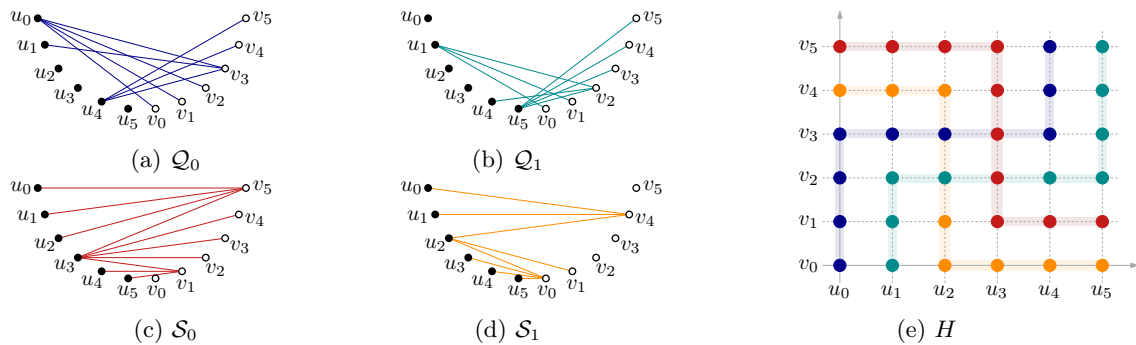 u₀ v₅
u₁ v₄
u₂ v₃
u₃ v₂
u₄ v₁
u₅ v₀
(a) 𝒬₀
u₀ v₅
u₁ v₄
u₂ v₃
u₃ v₂
u₄ v₁
u₅ v₀
(b) 𝒬₁
u₀ v₅
u₁ v₄
u₂ v₃
u₃ v₂
u₄ v₁
u₅ v₀
(c) 𝒮₀
u₀ v₅
u₁ v₄
u₂ v₃
u₃ v₂
u₄ v₁
u₅ v₀
(d) 𝒮₁
v₅
v₄
v₃
v₂
v₁
v₀
u₀ u₁ u₂ u₃ u₄ u₅
(e) H